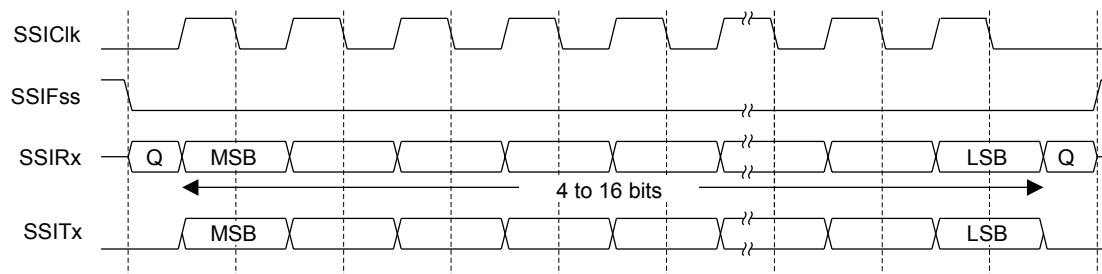 SSIClk
SSIFss
SSIRx Q MSB LSB Q
4 to 16 bits
SSITx MSB LSB